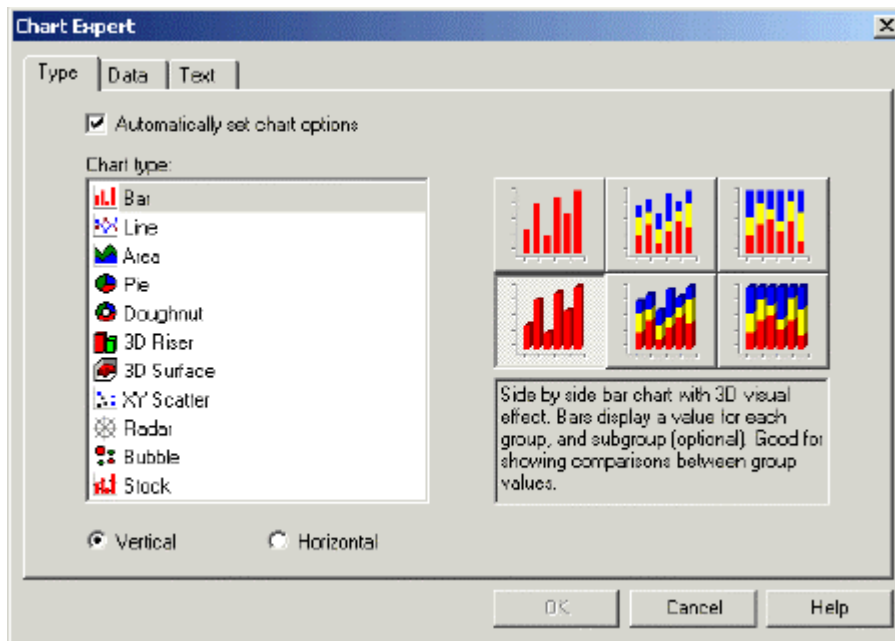 Chart Expert
Type
Data
Text
Automatically set chart options
Chart type:
Bar
Line
Area
Pie
Doughnut
3D Riser
3D Surface
XY Scatter
Radar
Bubble
Stock
Side by side bar chart with 3D visual
effect. Bars display a value for each
group, and subgroup (optional). Good for
showing comparisons between group
values.
Vertical
Horizontal
OK
Cancel
Help